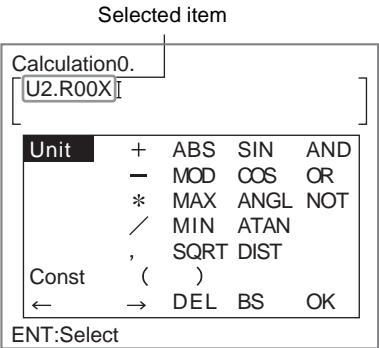 Selected item
Calculation0.
U2.R00X
Unit + ABS SIN AND
− MOD COS OR
* MAX ANGL NOT
／ MIN ATAN
, SQRT DIST
Const ( )
← → DEL BS OK
ENT:Select